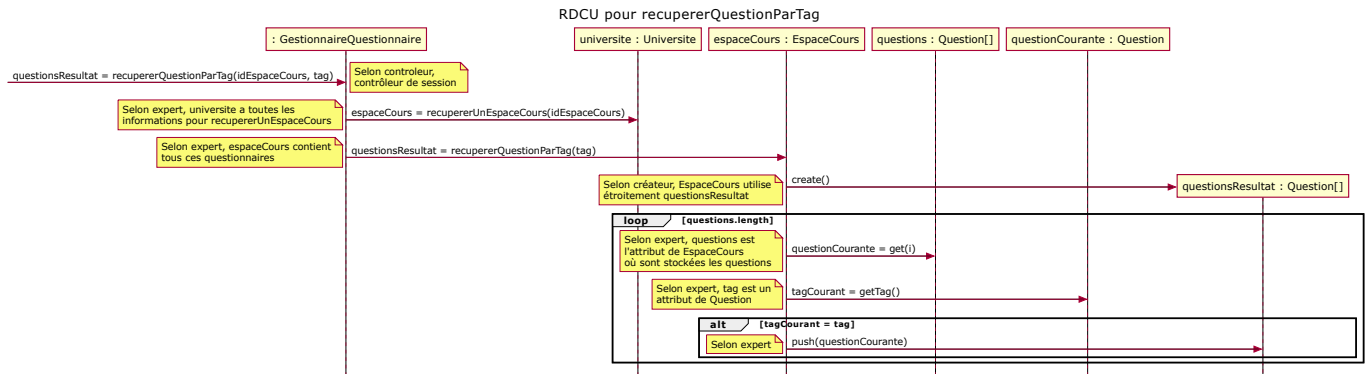 RDCU pour recupererQuestionParTag
: GestionnaireQuestionnaire
universite : Universite
espaceCours : EspaceCours
questions : Question[]
questionCourante : Question
questionsResultat = recupererQuestionParTag(idEspaceCours, tag)
Selon controleur,
contrôleur de session
Selon expert, universite a toutes les
informations pour recupererUnEspaceCours
espaceCours = recupererUnEspaceCours(idEspaceCours)
Selon expert, espaceCours contient
tous ces questionnaires
questionsResultat = recupererQuestionParTag(tag)
Selon créateur, EspaceCours utilise
étroitement questionsResultat
create()
questionsResultat : Question[]
loop
[questions.length]
Selon expert, questions est
l'attribut de EspaceCours
où sont stockées les questions
questionCourante = get(i)
Selon expert, tag est un
attribut de Question
tagCourant = getTag()
alt
[tagCourant = tag]
Selon expert
push(questionCourante)